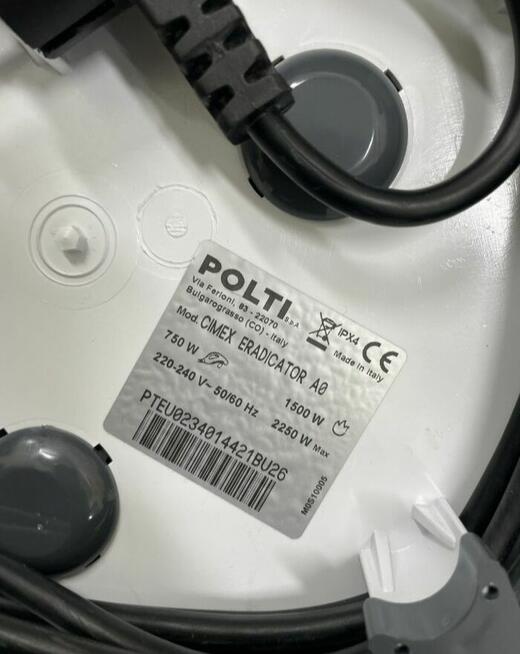 POLTI S.p.A
Via Ferloni, 83 - 22070
Bulgarograsso (CO) - Italy
IPX4 CE
Made in Italy
Mod. CIMEX ERADICATOR A0
750 W 1500 W
220-240 V~ 50/60 Hz 2250 W Max
PTEU0234014421BU26
M0S10005